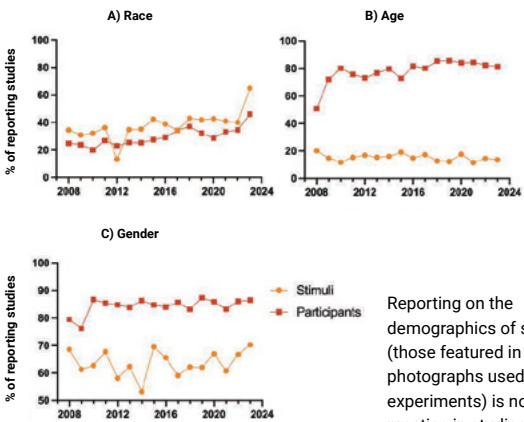 A) Race
% of reporting studies
100
80
60
40
20
0
2008 2012 2016 2020 2024
B) Age
100
80
60
40
20
0
2008 2012 2016 2020 2024
C) Gender
% of reporting studies
100
90
80
70
60
50
2008 2012 2016 2020 2024
Stimuli
Participants
Reporting on the
demographics of s
(those featured in
photographs used
experiments) is no